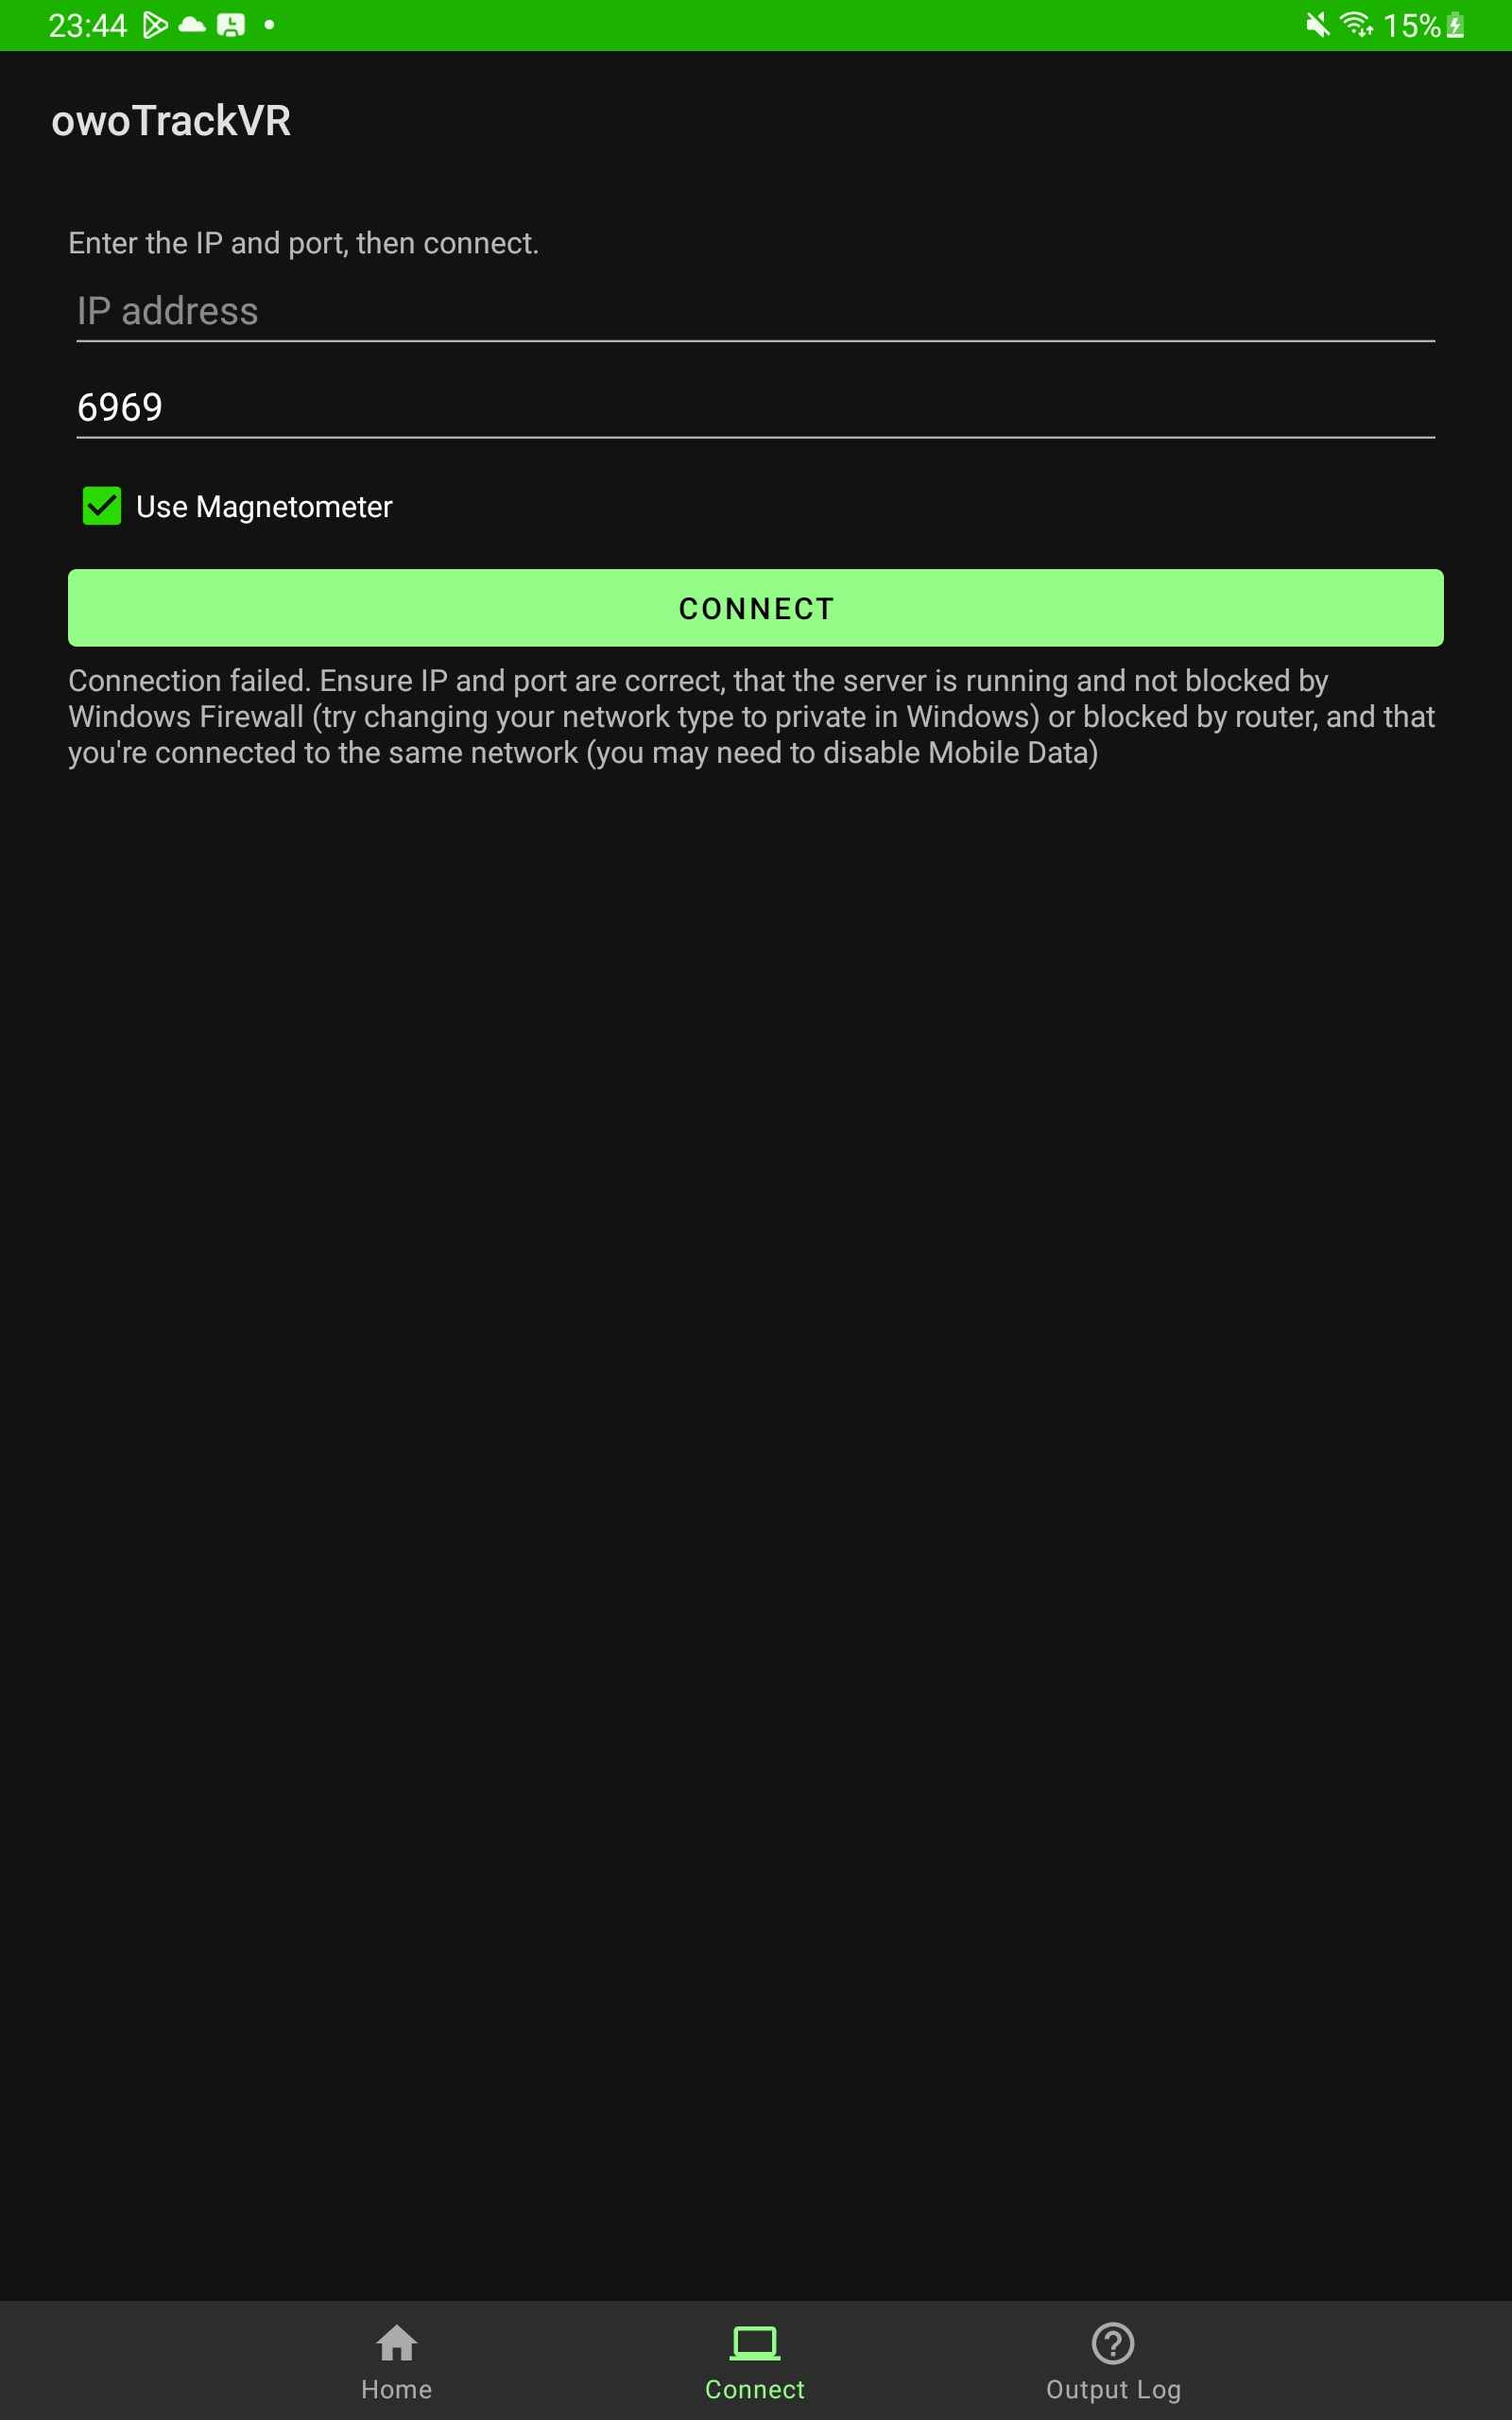 23:44
15%
owoTrackVR
Enter the IP and port, then connect.
IP address
6969
Use Magnetometer
CONNECT
Connection failed. Ensure IP and port are correct, that the server is running and not blocked by
Windows Firewall (try changing your network type to private in Windows) or blocked by router, and that
you're connected to the same network (you may need to disable Mobile Data)
Home
Connect
Output Log